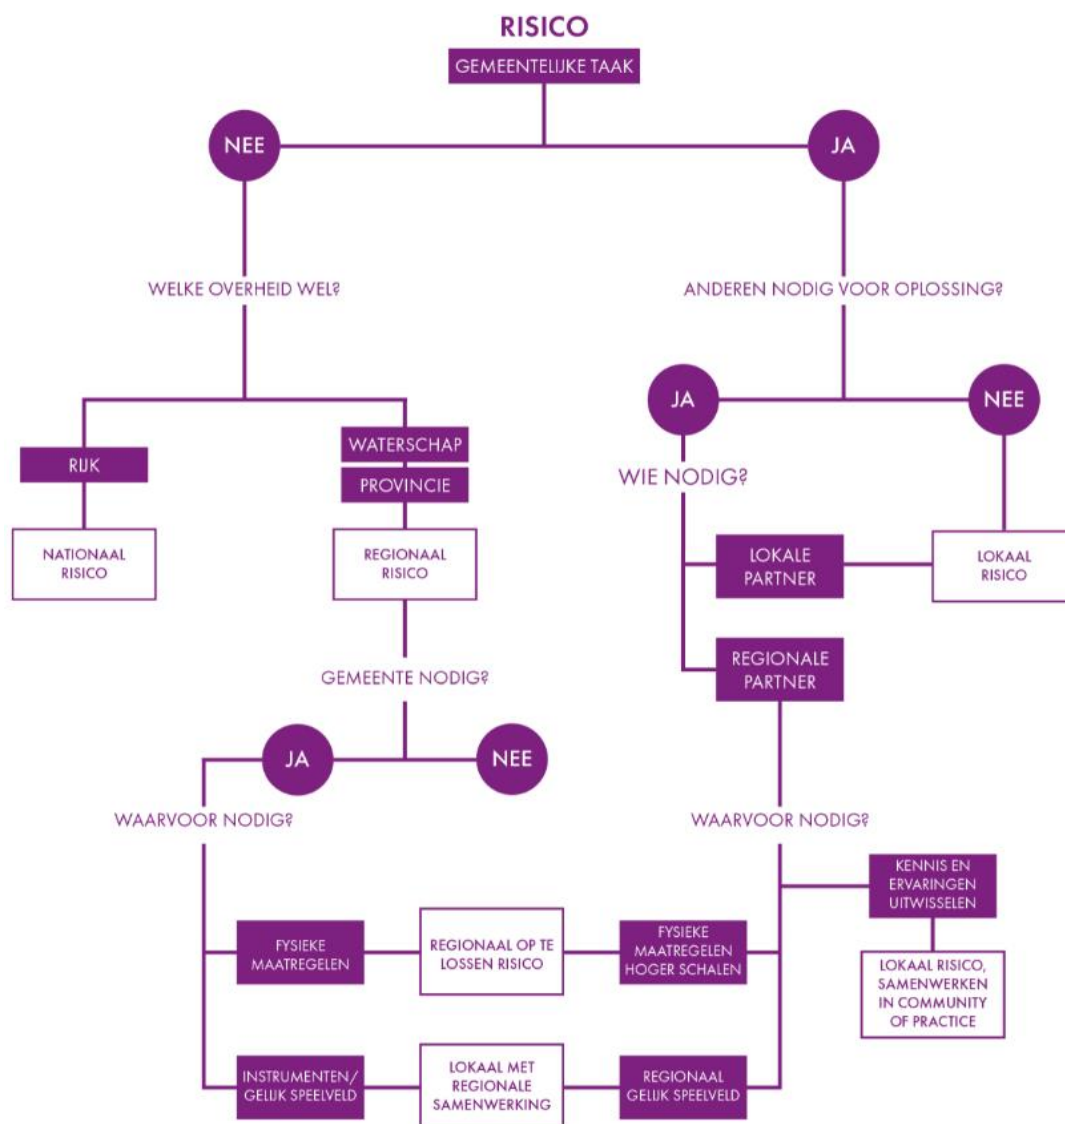 RISICO
GEMEENTELIJKE TAAK
NEE
JA
WELKE OVERHEID WEL?
ANDEREN NODIG VOOR OPLOSSING?
JA
NEE
RIJK
WATERSCHAP
PROVINCIE
WIE NODIG?
NATIONAAL
RISICO
REGIONAAL
RISICO
LOKALE
PARTNER
LOKAAL
RISICO
GEMEENTE NODIG?
REGIONALE
PARTNER
JA
NEE
WAARVOOR NODIG?
WAARVOOR NODIG?
KENNIS EN
ERVARINGEN
UITWISSELEN
FYSIEKE
MAATREGELEN
REGIONAAL OP TE
LOSSEN RISICO
FYSIEKE
MAATREGELEN
HOGER SCHALEN
LOKAAL RISICO,
SAMENWERKEN
IN COMMUNITY
OF PRACTICE
INSTRUMENTEN/
GELIJK SPEELVELD
LOKAAL MET
REGIONALE
SAMENWERKING
REGIONAAL
GELIJK SPEELVELD